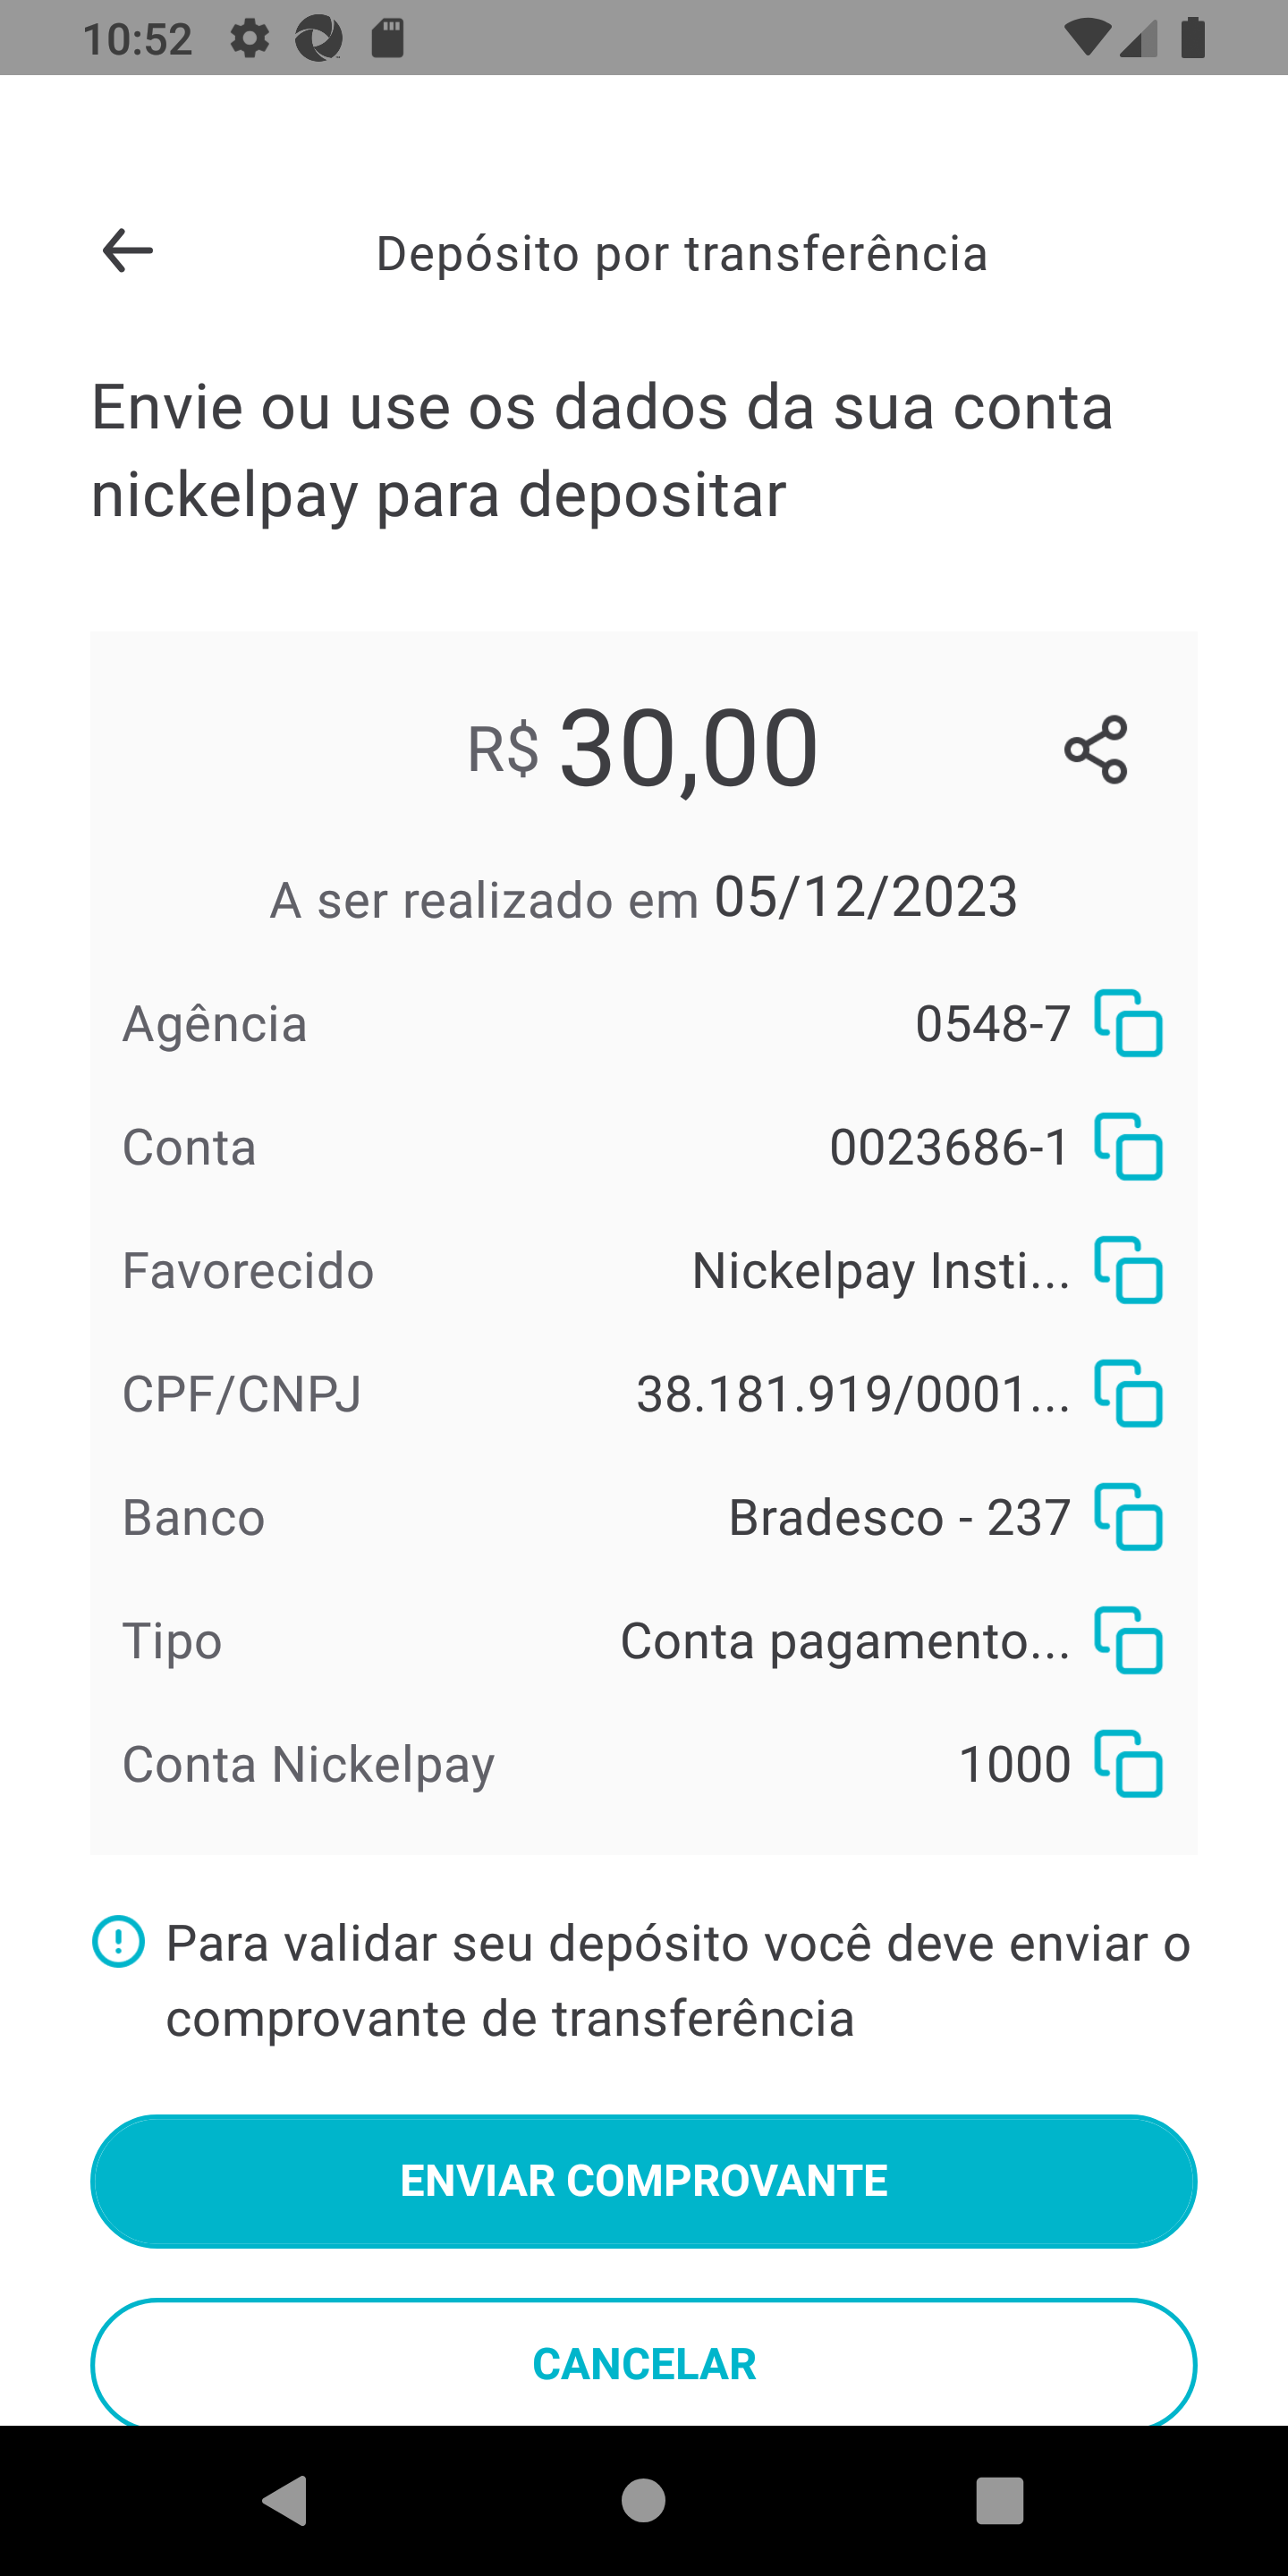 10:52
Depósito por transferência
Envie ou use os dados da sua conta
nickelpay para depositar
R$ 30,00
A ser realizado em 05/12/2023
Agência 0548-7
Conta 0023686-1
Favorecido Nickelpay Insti...
CPF/CNPJ 38.181.919/0001...
Banco Bradesco - 237
Tipo Conta pagamento...
Conta Nickelpay 1000
Para validar seu depósito você deve enviar o
comprovante de transferência
ENVIAR COMPROVANTE
CANCELAR